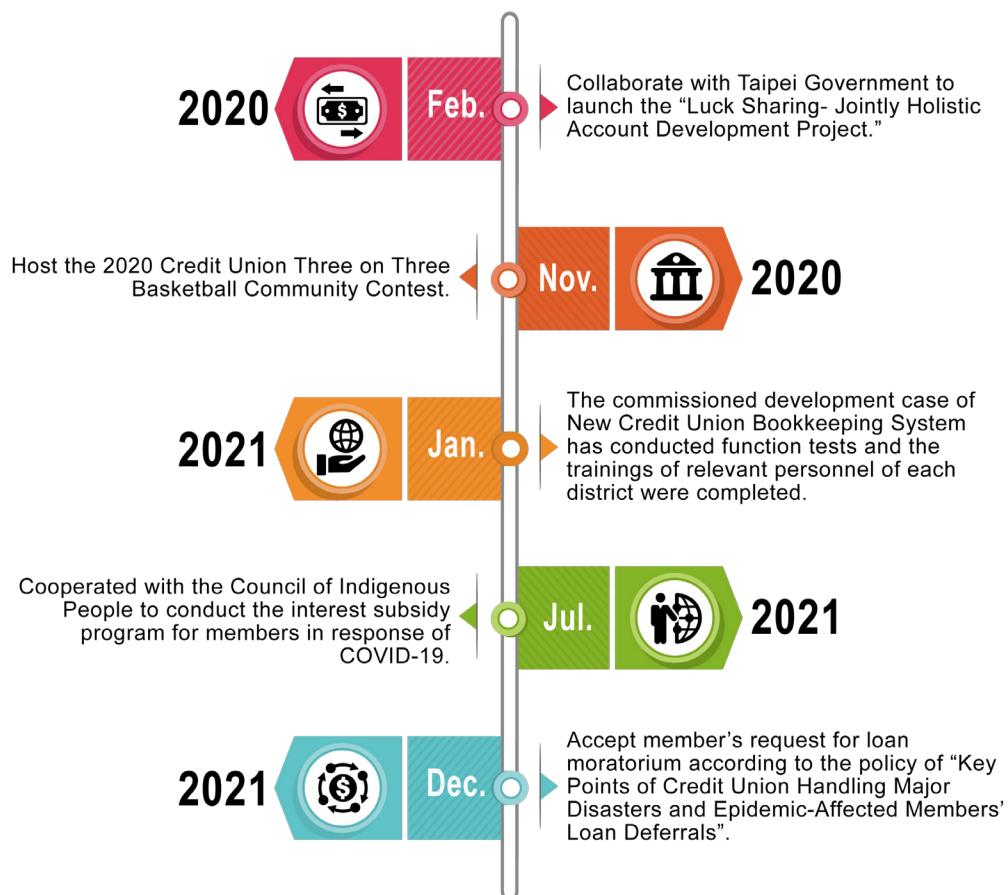 2020
Feb.
Collaborate with Taipei Government to
launch the “Luck Sharing- Jointly Holistic
Account Development Project.”
Host the 2020 Credit Union Three on Three
Basketball Community Contest.
Nov.
2020
2021
Jan.
The commissioned development case of
New Credit Union Bookkeeping System
has conducted function tests and the
trainings of relevant personnel of each
district were completed.
Cooperated with the Council of Indigenous
People to conduct the interest subsidy
program for members in response of
COVID-19.
Jul.
2021
2021
Dec.
Accept member’s request for loan
moratorium according to the policy of “Key
Points of Credit Union Handling Major
Disasters and Epidemic-Affected Members’
Loan Deferrals”.